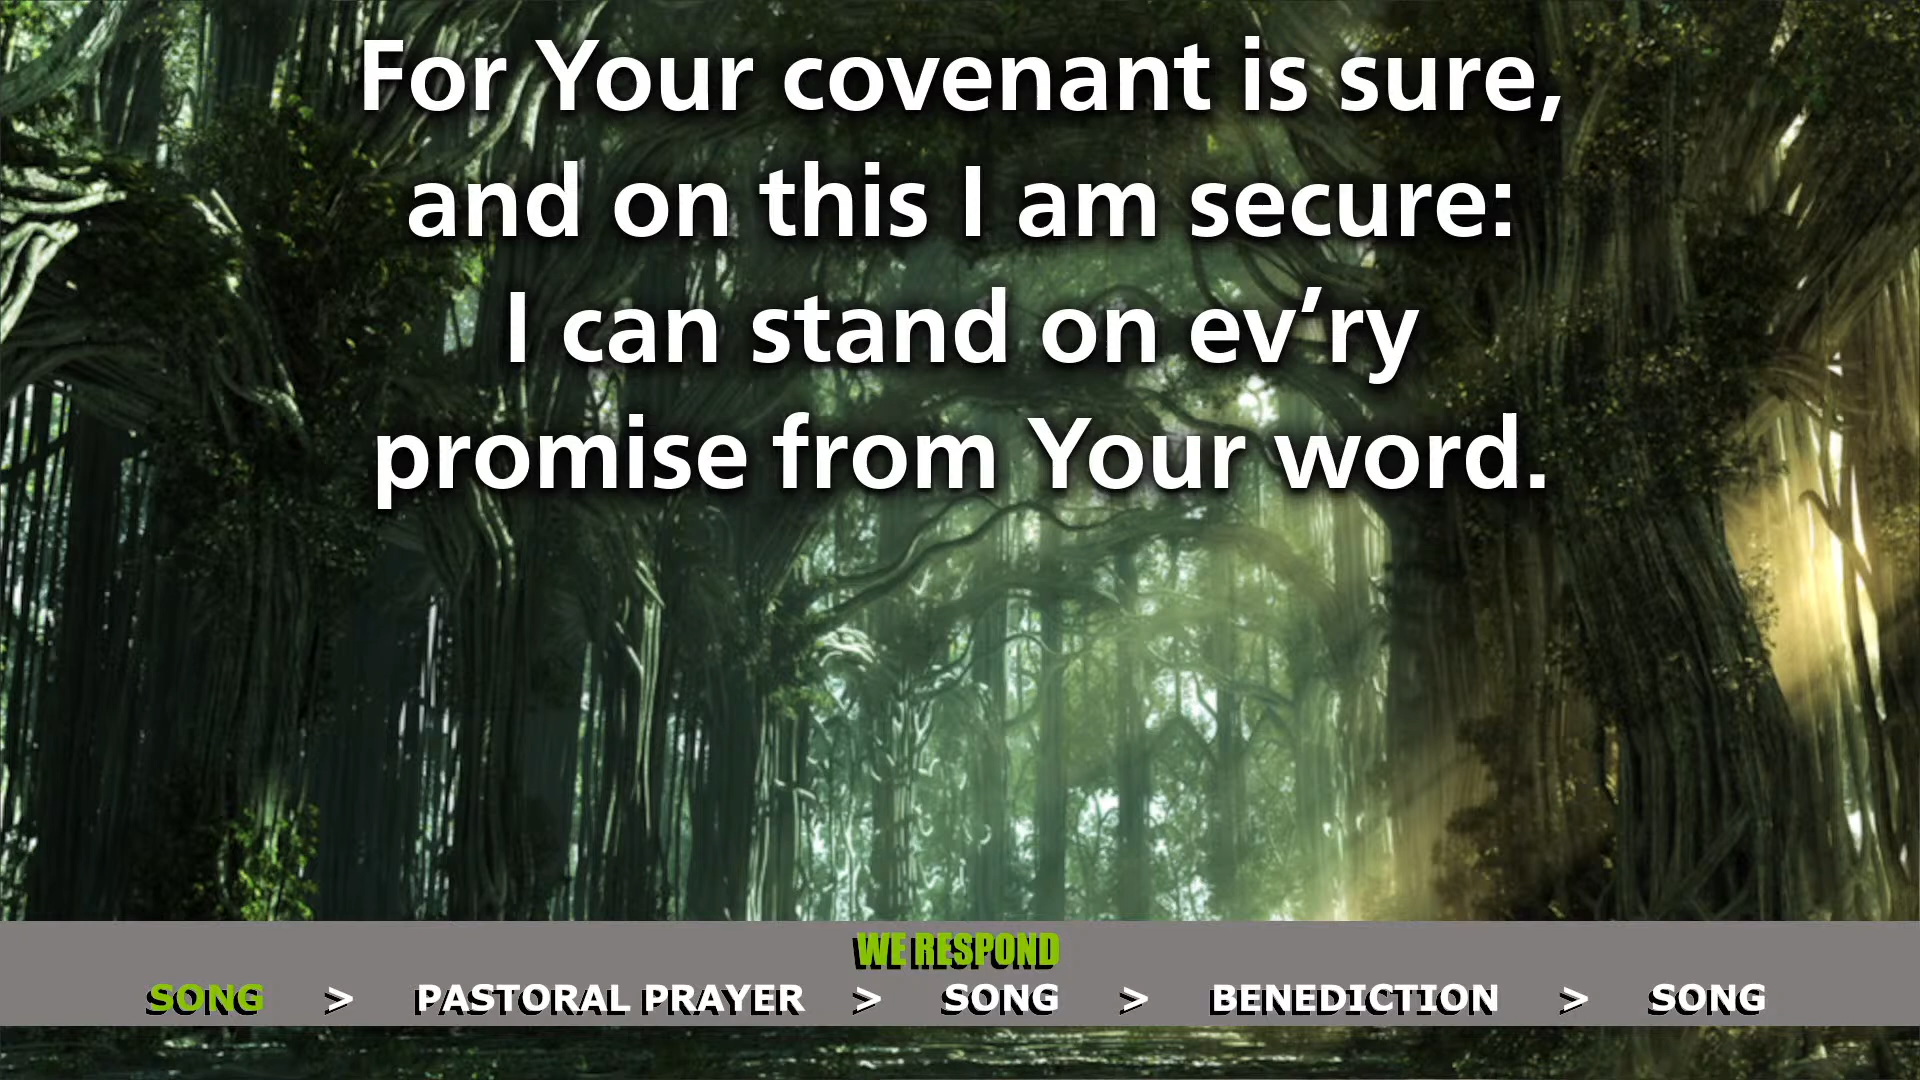 For Your covenant is sure,
and on this I am secure:
I can stand on ev’ry
promise from Your word.
WE RESPOND
SONG > PASTORAL PRAYER > SONG > BENEDICTION > SONG